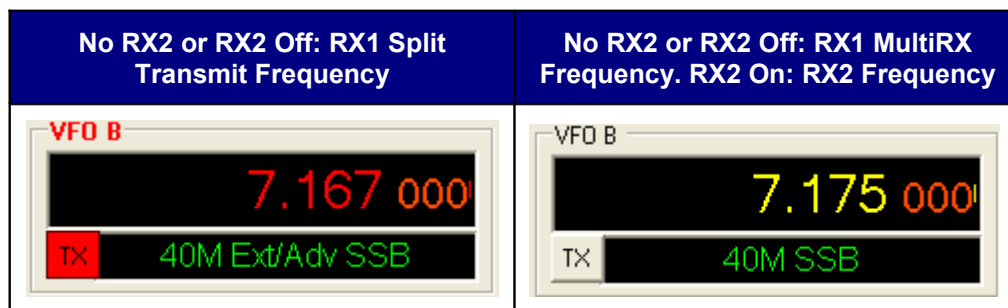 No RX2 or RX2 Off: RX1 Split
Transmit Frequency
No RX2 or RX2 Off: RX1 MultiRX
Frequency. RX2 On: RX2 Frequency
VFO B
7.167 000
TX 40M Ext/Adv SSB
VFO B
7.175 000
TX 40M SSB